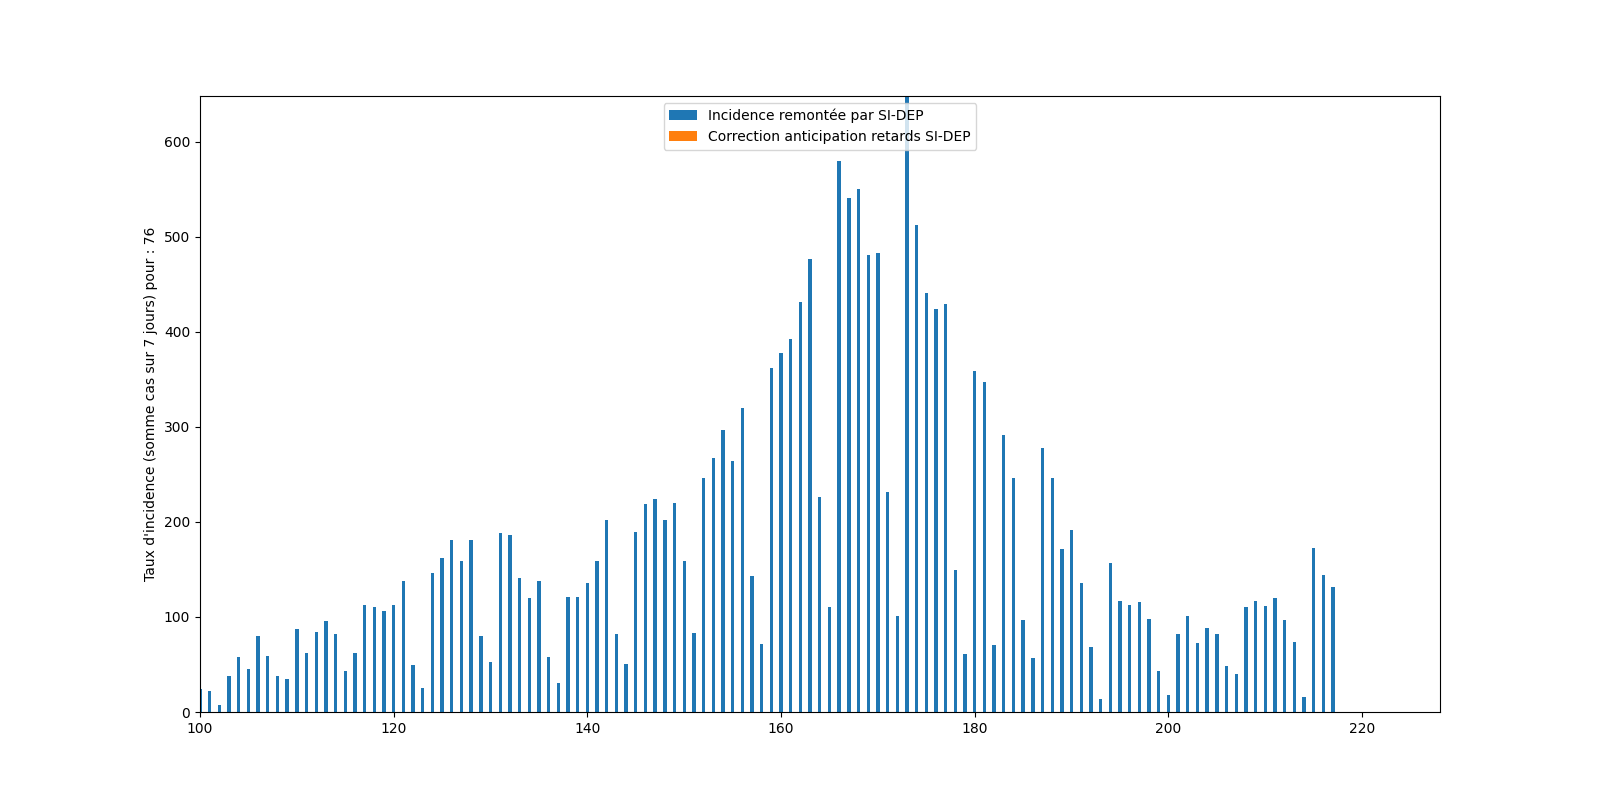 Incidence remontée par SI-DEP
Correction anticipation retards SI-DEP
Taux d'incidence (somme cas sur 7 jours) pour : 76
600
500
400
300
200
100
0
100 120 140 160 180 200 220